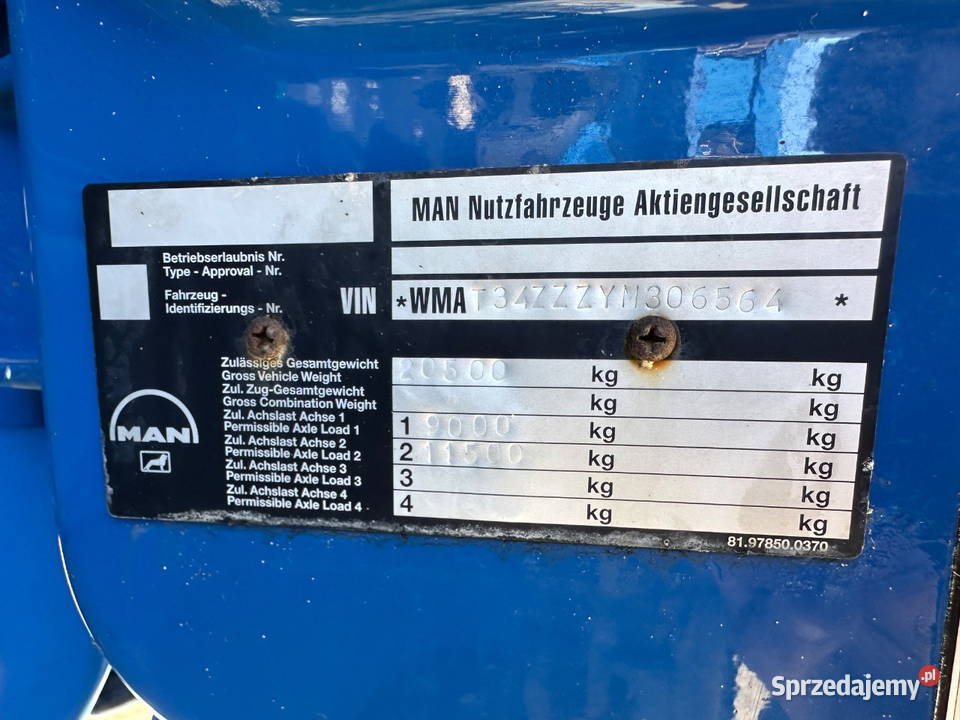 MAN Nutzfahrzeuge Aktiengesellschaft
Betriebserlaubnis Nr.
Type - Approval - Nr.
Fahrzeug -
Identifizierungs - Nr.
VIN
*WMAT34ZZZYM306564 *
Zulässiges Gesamtgewicht
Gross Vehicle Weight
20500 kg kg
Zul. Zug-Gesamtgewicht
Gross Combination Weight
kg kg
Zul. Achslast Achse 1
Permissible Axle Load 1
1 9000 kg kg
Zul. Achslast Achse 2
Permissible Axle Load 2
2 11500 kg kg
Zul. Achslast Achse 3
Permissible Axle Load 3
3 kg kg
Zul. Achslast Achse 4
Permissible Axle Load 4
4 kg kg
MAN
81.97850.0370
Sprzedajemy.pl